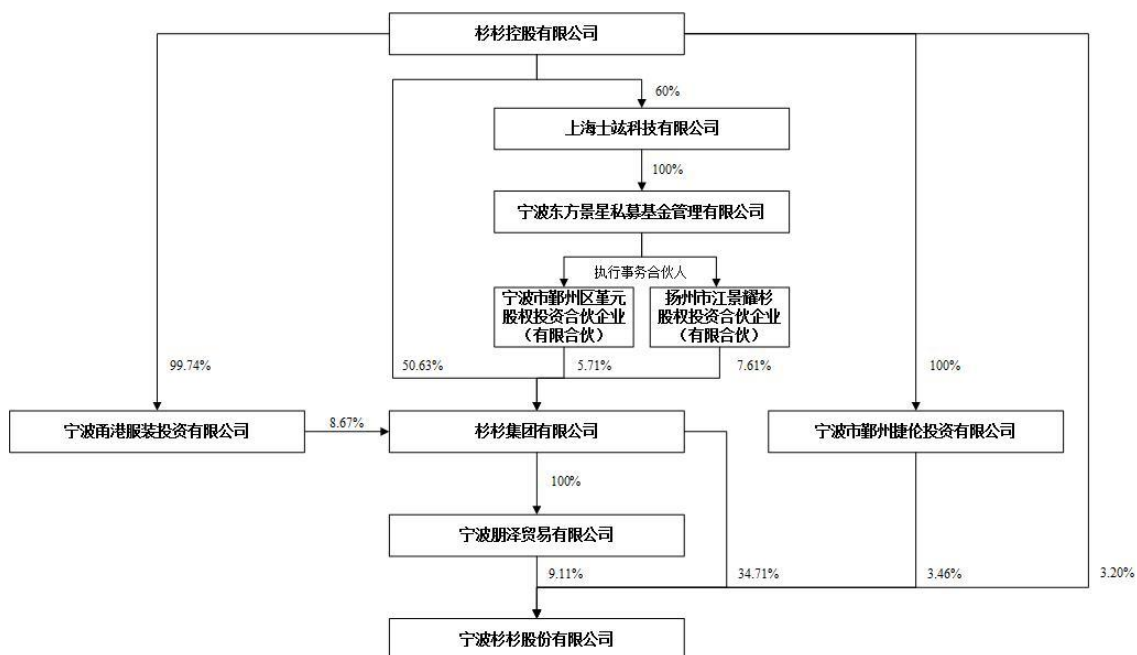 杉杉控股有限公司
60%
上海士竑科技有限公司
100%
宁波东方景星私募基金管理有限公司
执行事务合伙人
宁波市鄞州区堇元
股权投资合伙企业
（有限合伙）
扬州市江景耀杉
股权投资合伙企业
（有限合伙）
99.74%
50.63%
5.71%
7.61%
100%
宁波甬港服装投资有限公司
8.67%
杉杉集团有限公司
宁波市鄞州捷伦投资有限公司
100%
宁波朋泽贸易有限公司
9.11%
34.71%
3.46%
3.20%
宁波杉杉股份有限公司